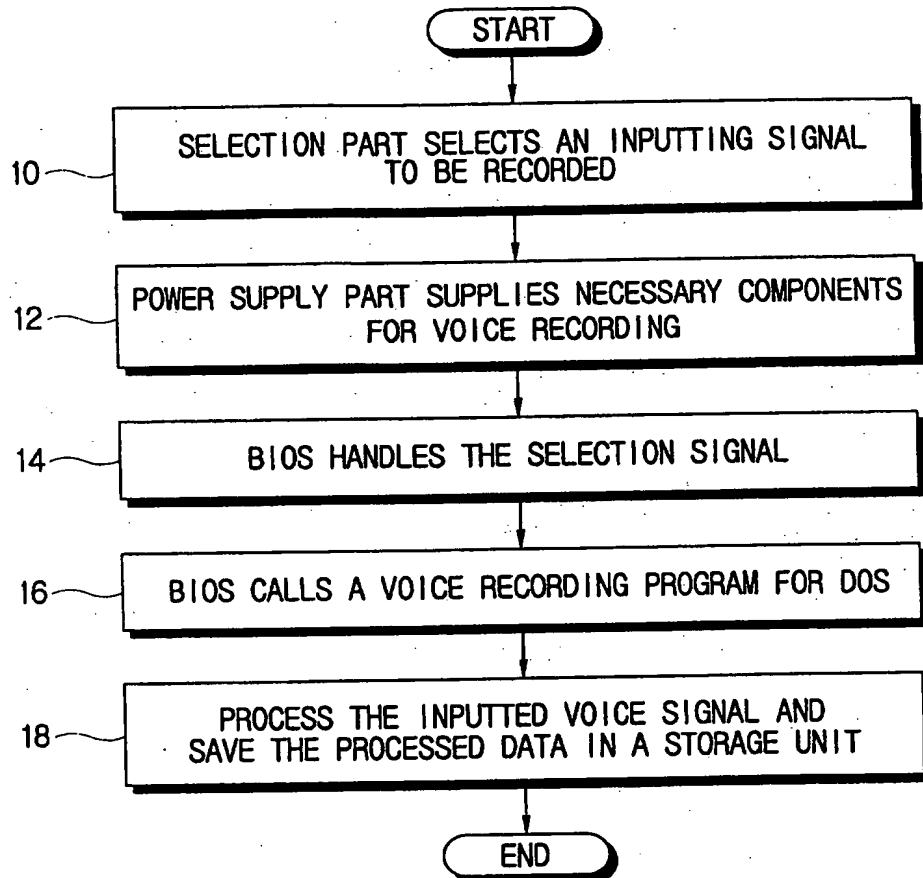 START
10
SELECTION PART SELECTS AN INPUTTING SIGNAL
TO BE RECORDED
12
POWER SUPPLY PART SUPPLIES NECESSARY COMPONENTS
FOR VOICE RECORDING
14
BIOS HANDLES THE SELECTION SIGNAL
16
BIOS CALLS A VOICE RECORDING PROGRAM FOR DOS
18
PROCESS THE INPUTTED VOICE SIGNAL AND
SAVE THE PROCESSED DATA IN A STORAGE UNIT
END